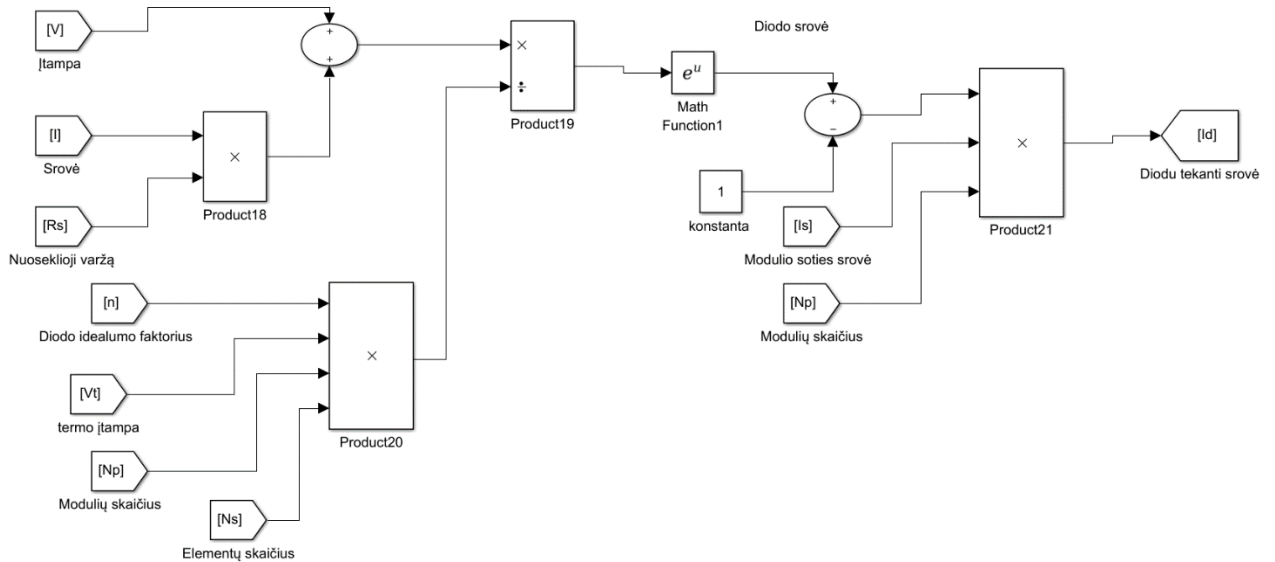 [V]
Įtampa
+
+
[I]
Srovė
[Rs]
Nuoseklioji varžą
×
Product18
[n]
Diodo idealumo faktorius
[Vt]
termo įtampa
[Np]
Modulių skaičius
[Ns]
Elementų skaičius
×
Product20
×
÷
Product19
e^u
Math
Function1
Diodo srovė
+
−
1
konstanta
[Is]
Modulio soties srovė
[Np]
Modulių skaičius
×
Product21
[Id]
Diodu tekanti srovė